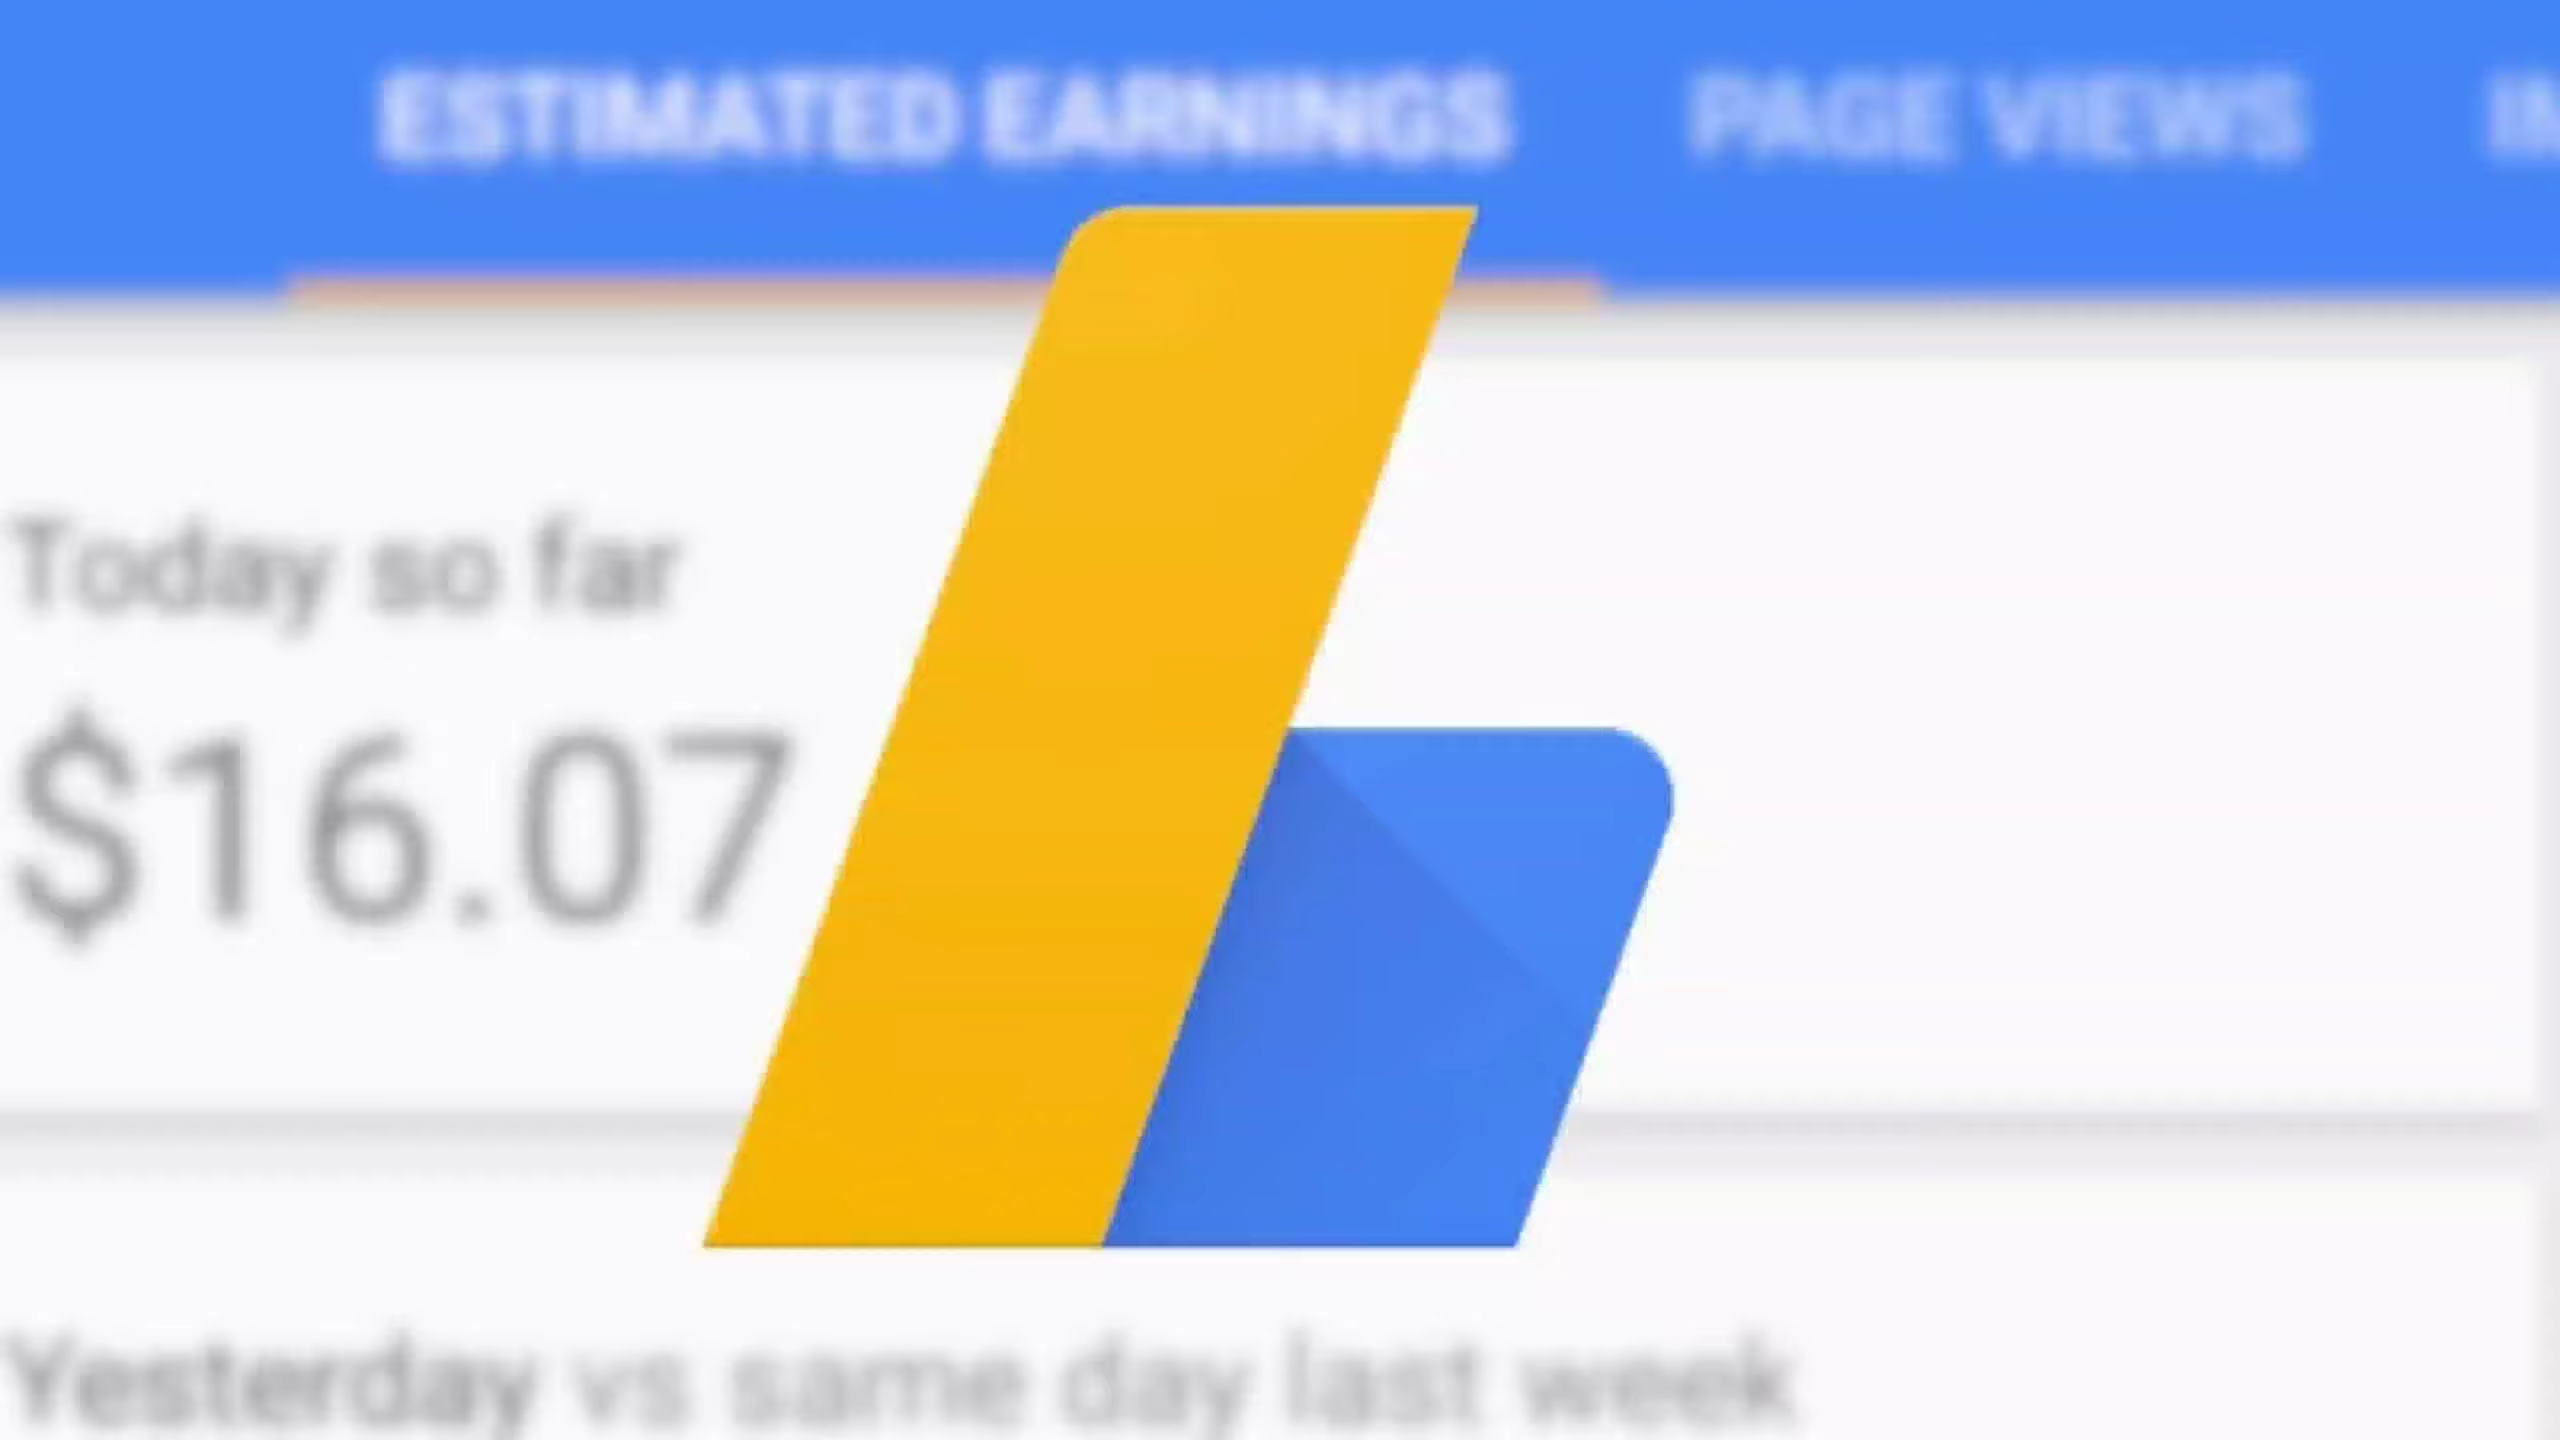 ESTIMATED EARNINGS PAGE VIEWS
Today so far
$16.07
Yesterday vs same day last week